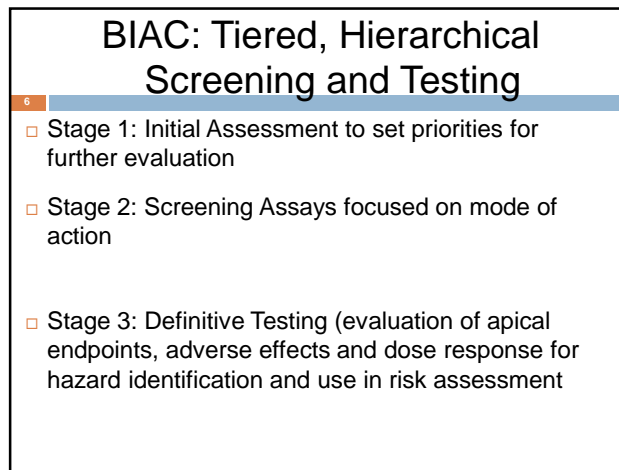 BIAC: Tiered, Hierarchical
Screening and Testing
6
□ Stage 1: Initial Assessment to set priorities for
further evaluation
□ Stage 2: Screening Assays focused on mode of
action
□ Stage 3: Definitive Testing (evaluation of apical
endpoints, adverse effects and dose response for
hazard identification and use in risk assessment